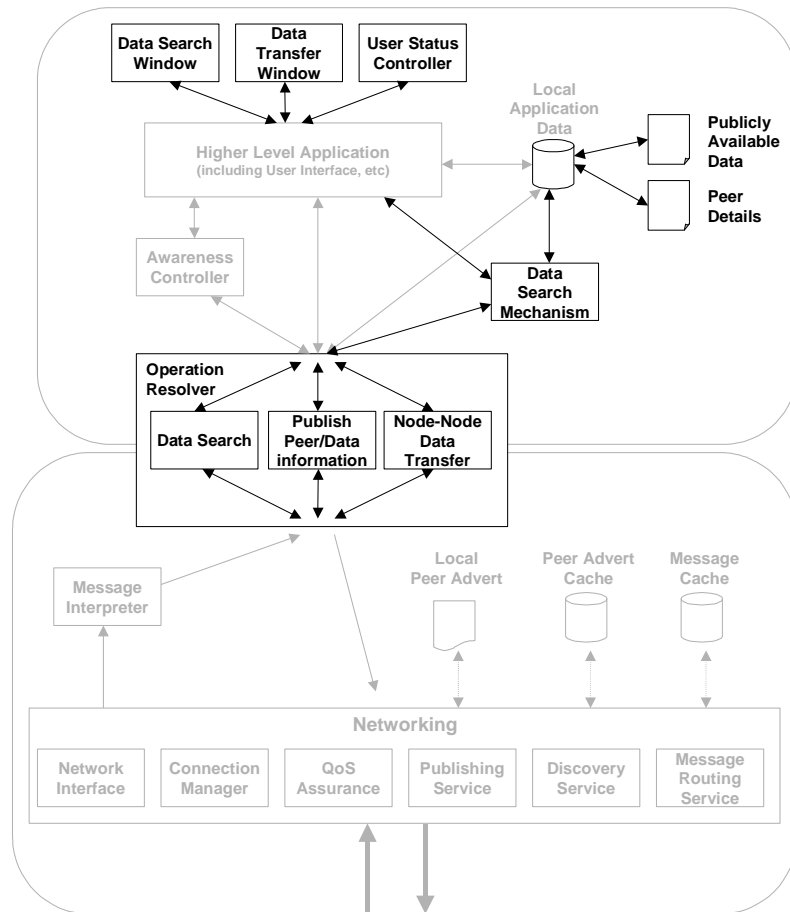 Data Search
Window
Data
Transfer
Window
User Status
Controller
Local
Application
Data
Publicly
Available
Data
Higher Level Application
(including User Interface, etc)
Peer
Details
Awareness
Controller
Data
Search
Mechanism
Operation
Resolver
Data Search
Publish
Peer/Data
information
Node-Node
Data
Transfer
Message
Interpreter
Local
Peer Advert
Peer Advert
Cache
Message
Cache
Networking
Network
Interface
Connection
Manager
QoS
Assurance
Publishing
Service
Discovery
Service
Message
Routing
Service